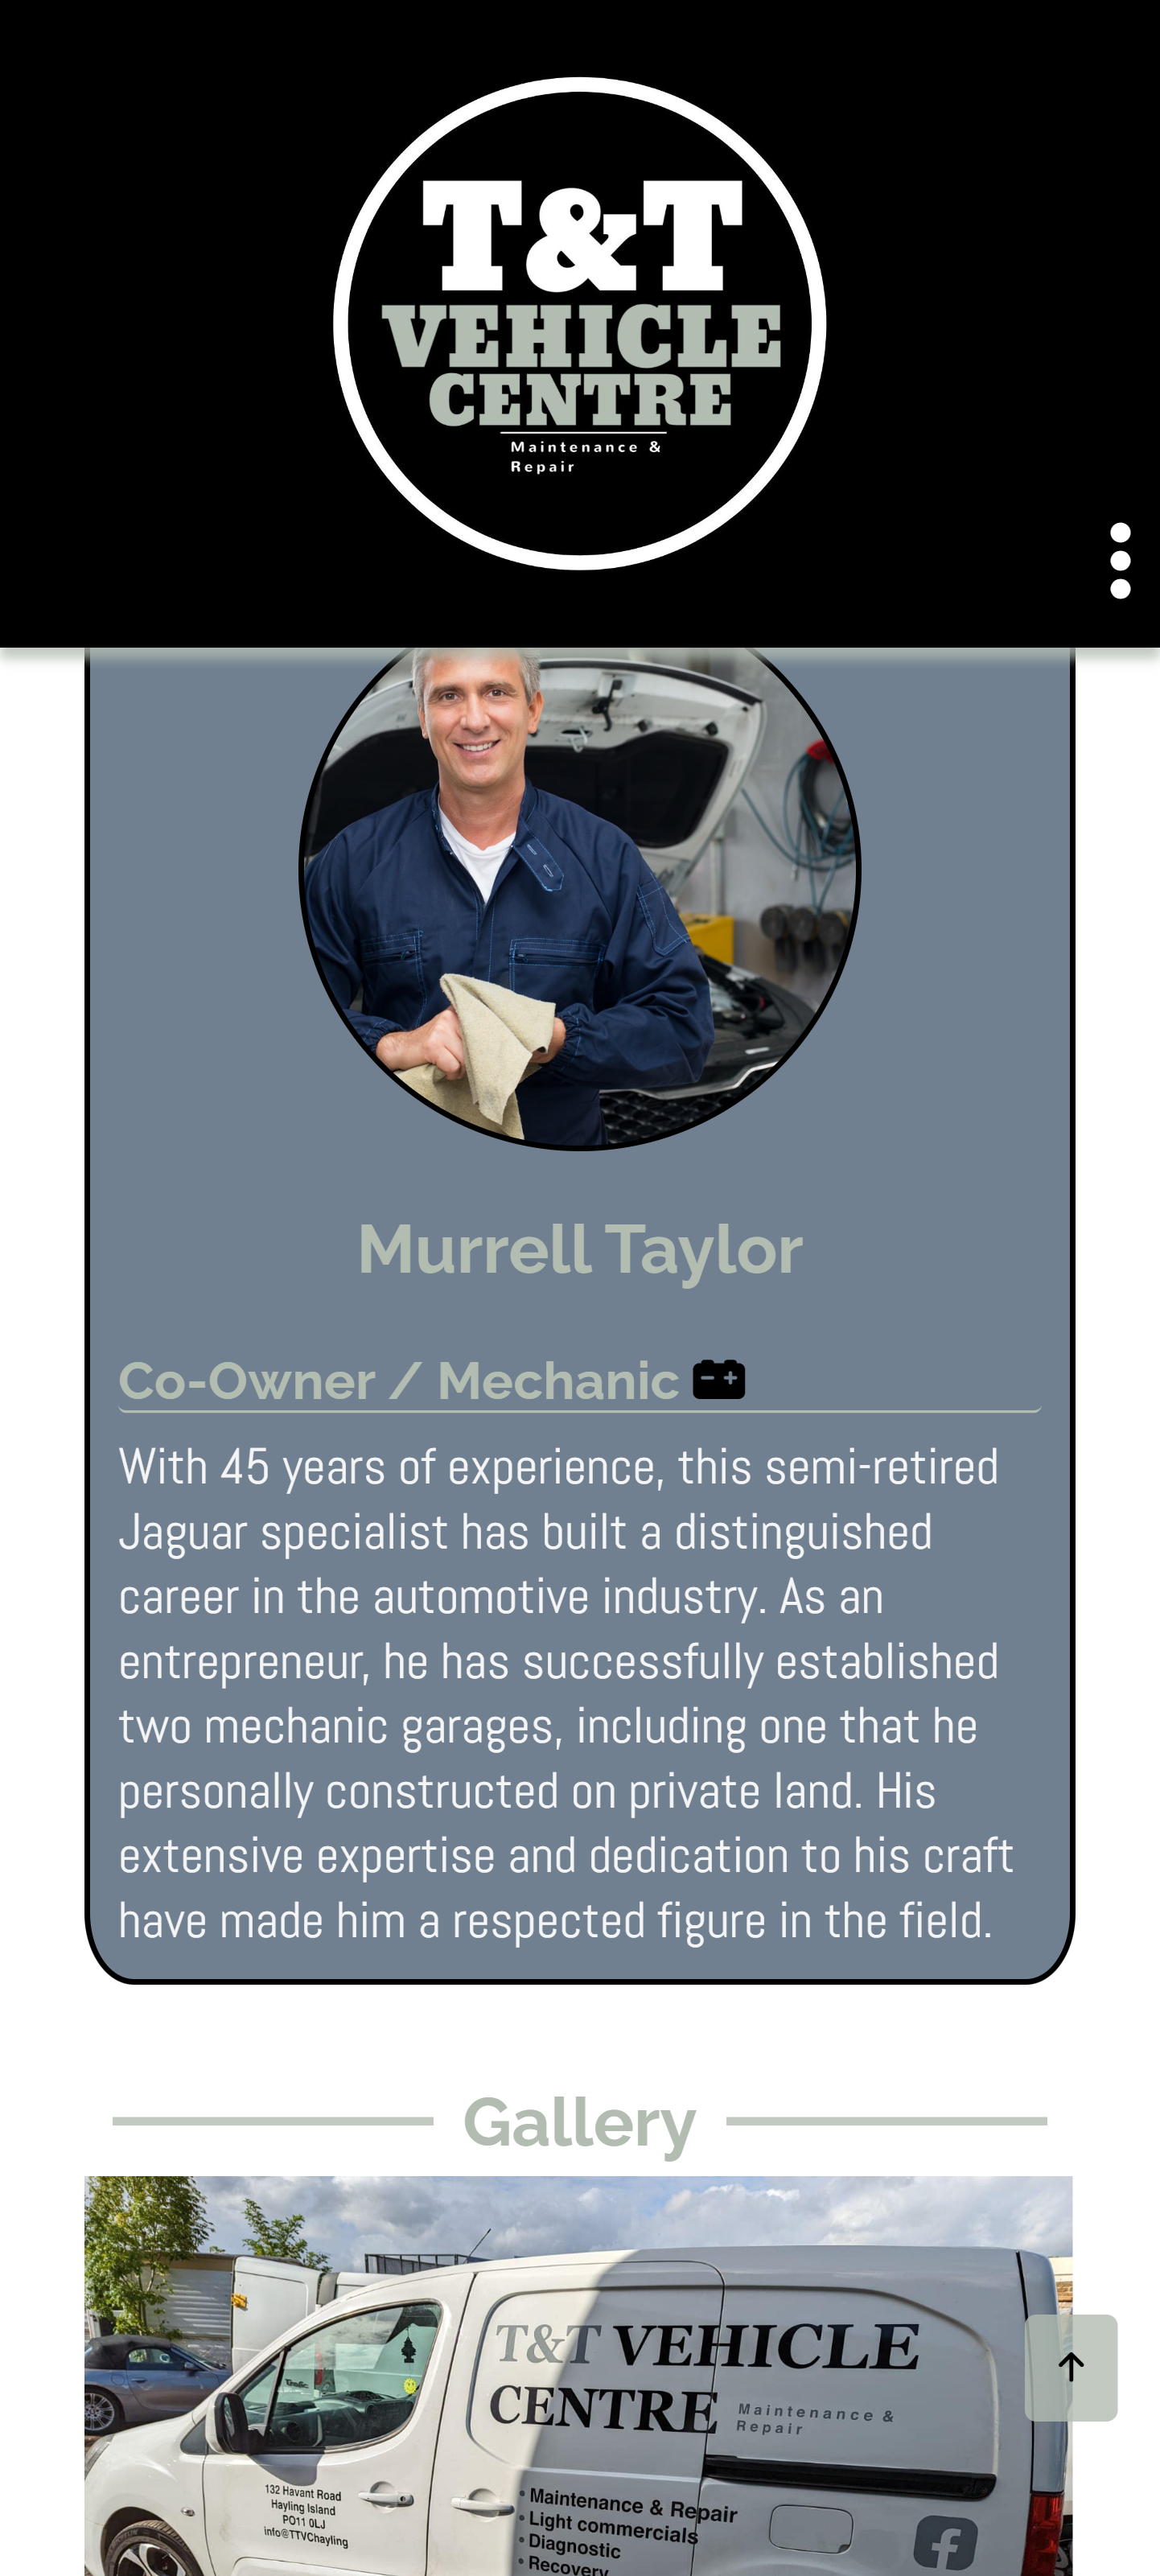 T&T
VEHICLE
CENTRE
Maintenance &
Repair
Murrell Taylor
Co-Owner / Mechanic
With 45 years of experience, this semi-retired
Jaguar specialist has built a distinguished
career in the automotive industry. As an
entrepreneur, he has successfully established
two mechanic garages, including one that he
personally constructed on private land. His
extensive expertise and dedication to his craft
have made him a respected figure in the field.
Gallery
T&T VEHICLE
CENTRE
Maintenance &
Repair
132 Havant Road
Hayling Island
PO11 0LJ
info@TTVChayling
• Maintenance & Repair
• Light commercials
• Diagnostic
• Recovery